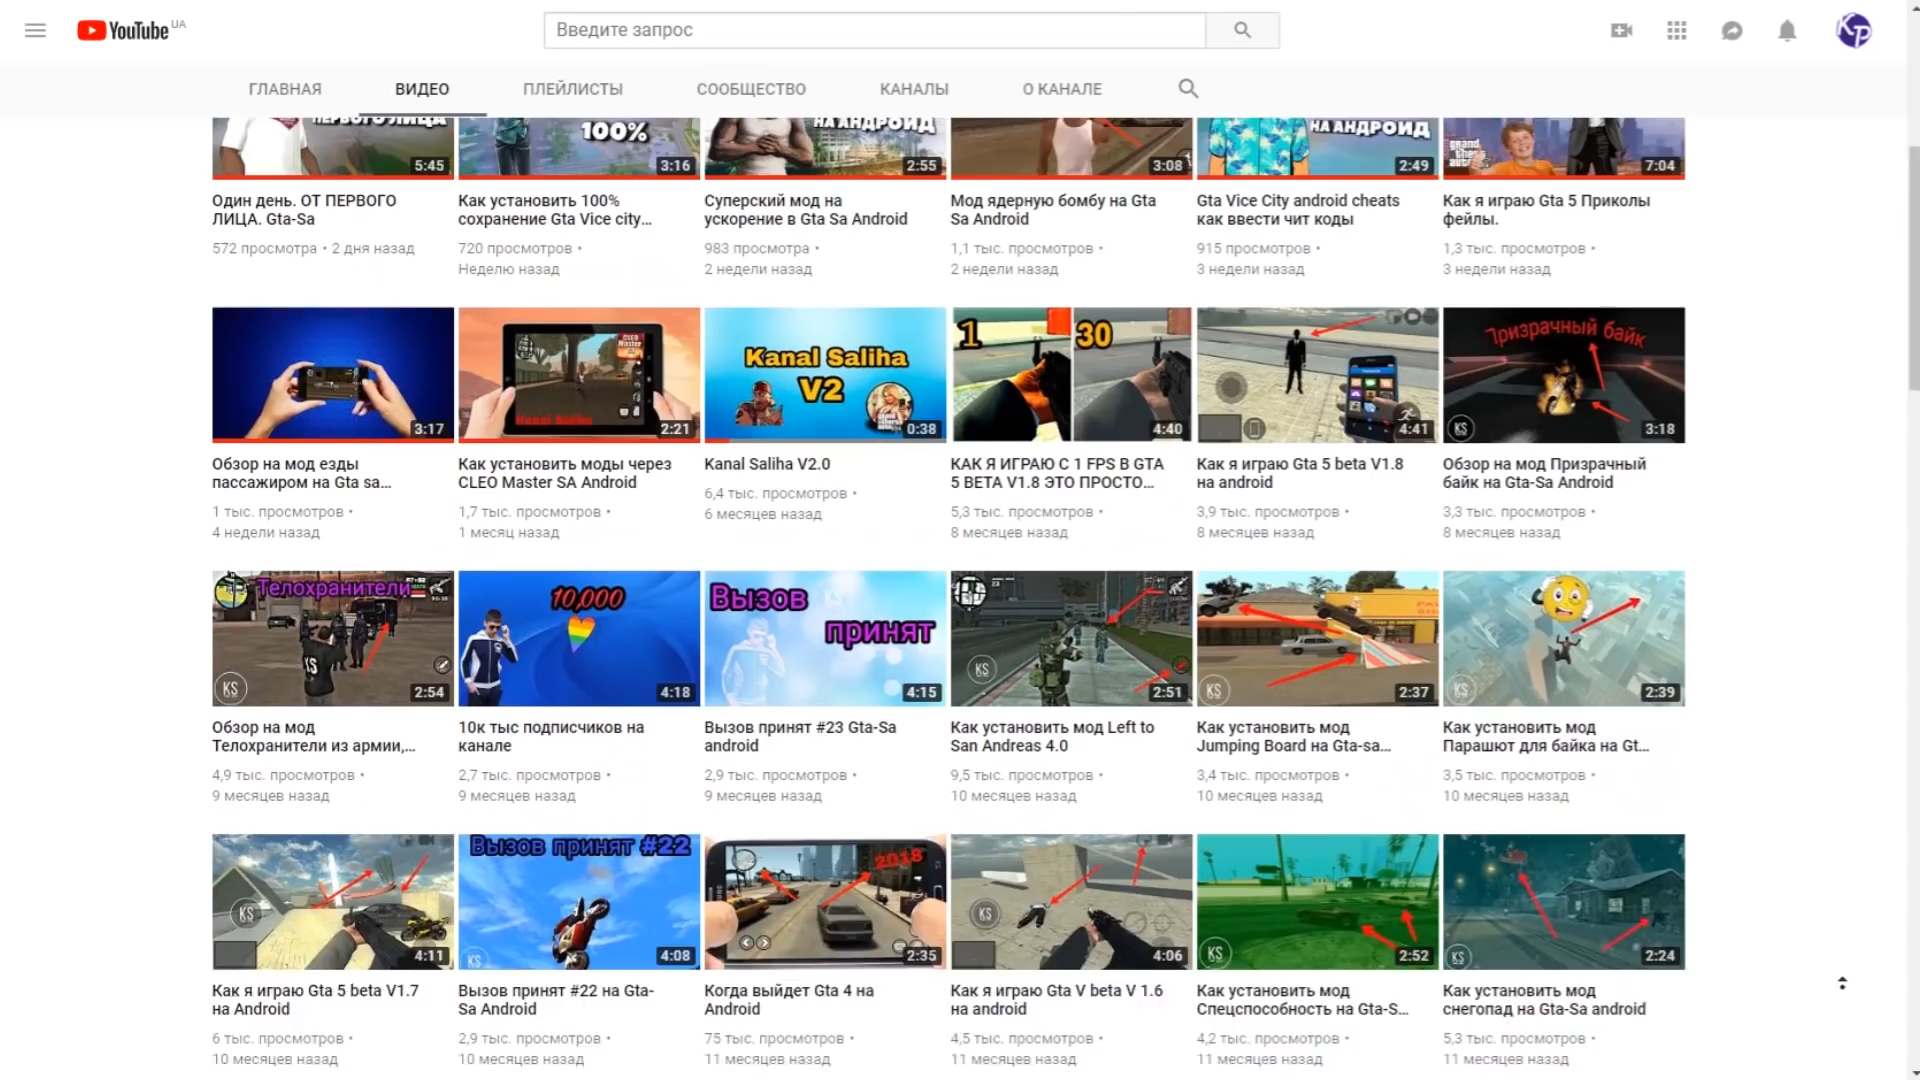 YouTube UA
Введите запрос
ГЛАВНАЯ
ВИДЕО
ПЛЕЙЛИСТЫ
СООБЩЕСТВО
КАНАЛЫ
О КАНАЛЕ
ПЕРВОГО ЛИЦА
5:45
100%
3:16
НА АНДРОИД
2:55
3:08
НА АНДРОИД
2:49
grand
7:04
Один день. ОТ ПЕРВОГО
ЛИЦА. Gta-Sa
572 просмотра • 2 дня назад
Как установить 100%
сохранение Gta Vice city...
720 просмотров •
Неделю назад
Суперский мод на
ускорение в Gta Sa Android
983 просмотра •
2 недели назад
Мод ядерную бомбу на Gta
Sa Android
1,1 тыс. просмотров •
2 недели назад
Gta Vice City android cheats
как ввести чит коды
915 просмотров •
3 недели назад
Как я играю Gta 5 Приколы
фейлы.
1,3 тыс. просмотров •
3 недели назад
3:17
CLEO
Master
Kanal Saliha
2:21
Kanal Saliha
V2
0:38
1
30
4:40
4:41
Призрачный байк
KS
3:18
Обзор на мод езды
пассажиром на Gta sa...
1 тыс. просмотров •
4 недели назад
Как установить моды через
CLEO Master SA Android
1,7 тыс. просмотров •
1 месяц назад
Kanal Saliha V2.0
6,4 тыс. просмотров •
6 месяцев назад
КАК Я ИГРАЮ С 1 FPS В GTA
5 BETA V1.8 ЭТО ПРОСТО...
5,3 тыс. просмотров •
8 месяцев назад
Как я играю Gta 5 beta V1.8
на android
3,9 тыс. просмотров •
8 месяцев назад
Обзор на мод Призрачный
байк на Gta-Sa Android
3,3 тыс. просмотров •
8 месяцев назад
Телохранители
KS
KS
2:54
10,000
4:18
Вызов
принят
4:15
KS
2:51
KS
2:37
KS
2:39
Обзор на мод
Телохранители из армии,...
4,9 тыс. просмотров •
9 месяцев назад
10к тыс подписчиков на
канале
2,7 тыс. просмотров •
9 месяцев назад
Вызов принят #23 Gta-Sa
android
2,9 тыс. просмотров •
9 месяцев назад
Как установить мод Left to
San Andreas 4.0
9,5 тыс. просмотров •
10 месяцев назад
Как установить мод
Jumping Board на Gta-sa...
3,4 тыс. просмотров •
10 месяцев назад
Как установить мод
Парашют для байка на Gt...
3,5 тыс. просмотров •
10 месяцев назад
KS
4:11
Вызов принят #22
KS
4:08
2018
2:35
KS
4:06
KS
2:52
KS
2:24
Как я играю Gta 5 beta V1.7
на Android
6 тыс. просмотров •
10 месяцев назад
Вызов принят #22 на Gta-
Sa Android
2,9 тыс. просмотров •
10 месяцев назад
Когда выйдет Gta 4 на
Android
75 тыс. просмотров •
11 месяцев назад
Как я играю Gta V beta V 1.6
на android
4,5 тыс. просмотров •
11 месяцев назад
Как установить мод
Спецспособность на Gta-S...
4,2 тыс. просмотров •
11 месяцев назад
Как установить мод
снегопад на Gta-Sa android
5,3 тыс. просмотров •
11 месяцев назад